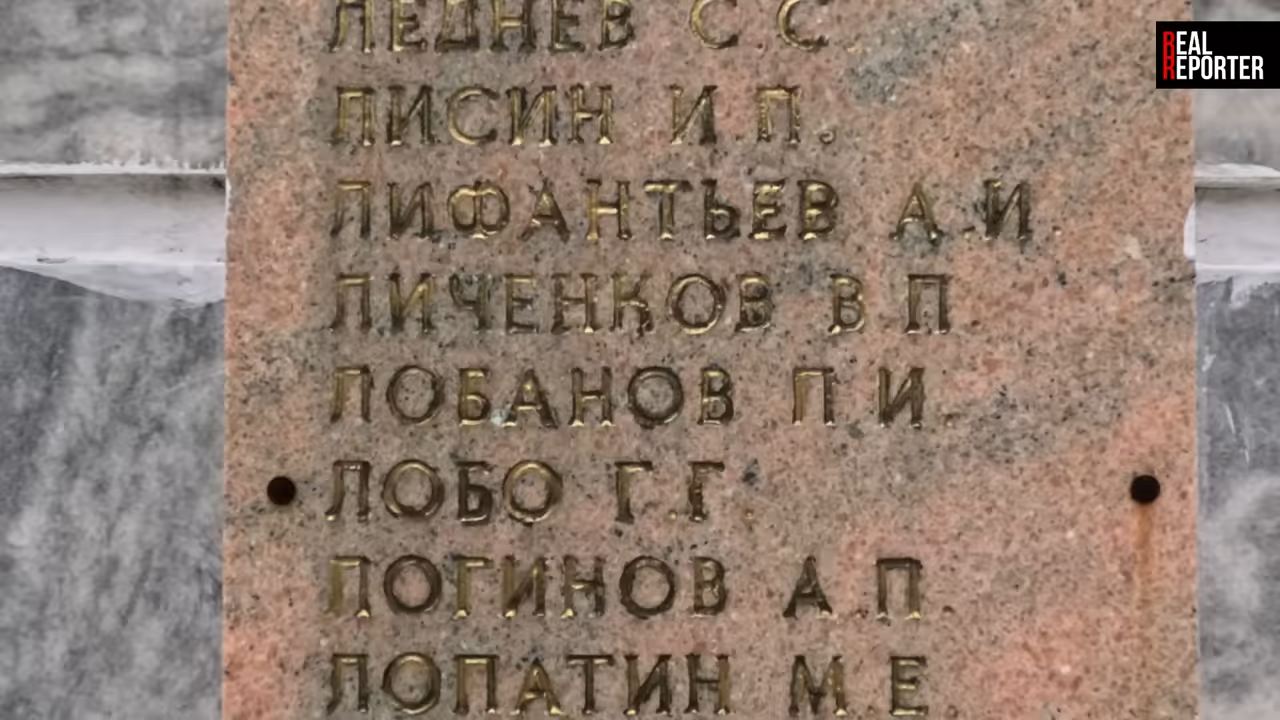 ЛЕДНЕВ С.С.
ЛИСИН И.П.
ЛИФАНТЬЕВ А.И.
ЛИЧЕНКОВ В.П.
ЛОБАНОВ П.И.
ЛОБО Г.Г.
ЛОГИНОВ А.П.
ЛОПАТИН М.Е.
REAL
REPORTER